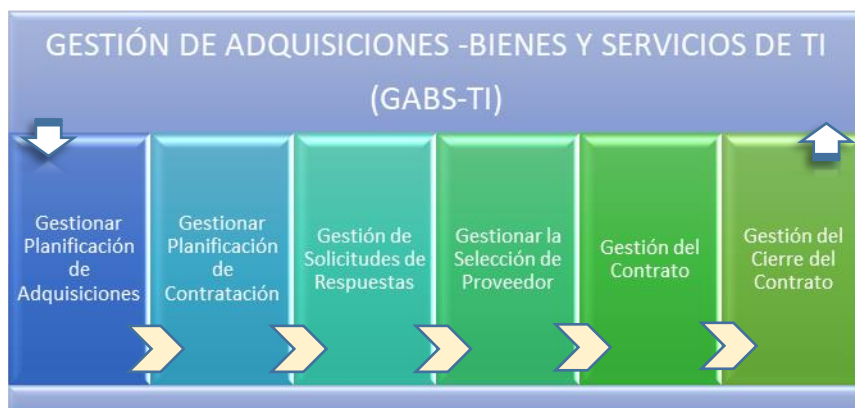 GESTIÓN DE ADQUISICIONES -BIENES Y SERVICIOS DE TI
(GABS-TI)
Gestionar
Planificación
de
Adquisiciones
Gestionar
Planificación
de
Contratación
Gestión de
Solicitudes de
Respuestas
Gestionar la
Selección de
Proveedor
Gestión del
Contrato
Gestión del
Cierre del
Contrato